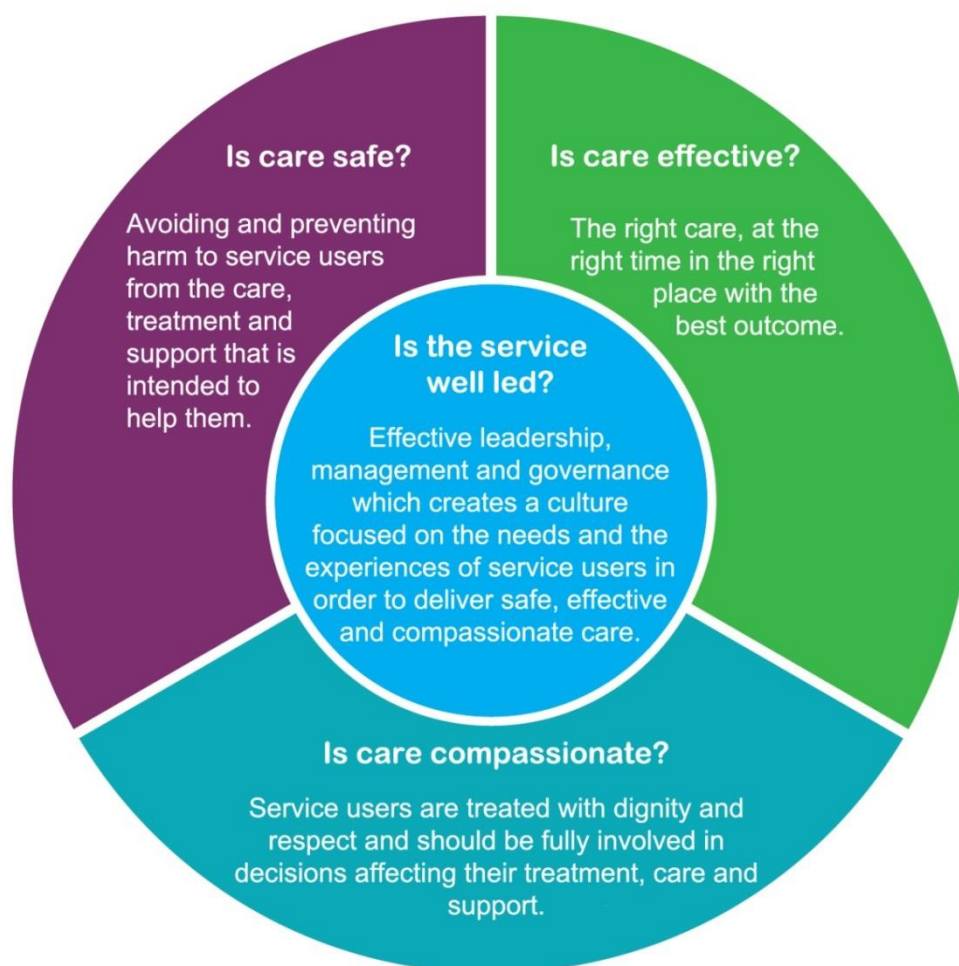 Is care safe?
Avoiding and preventing
harm to service users
from the care,
treatment and
support that is
intended to
help them.
Is care effective?
The right care, at the
right time in the right
place with the
best outcome.
Is the service
well led?
Effective leadership,
management and governance
which creates a culture
focused on the needs and the
experiences of service users in
order to deliver safe, effective
and compassionate care.
Is care compassionate?
Service users are treated with dignity and
respect and should be fully involved in
decisions affecting their treatment, care and
support.